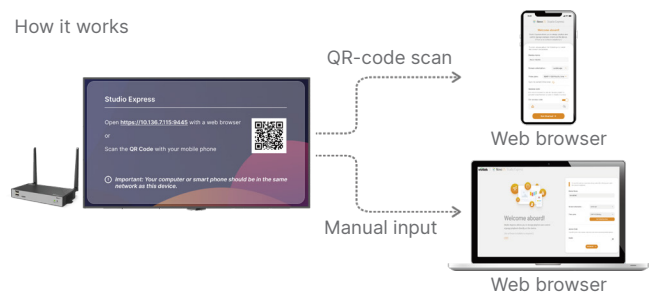 How it works
QR-code scan
Studio Express
Open https://10.136.7.115:9445 with a web browser
or
Scan the QR Code with your mobile phone
Important: Your computer or smart phone should be in the same
network as this device.
Web browser
Manual input
Welcome aboard!
Web browser